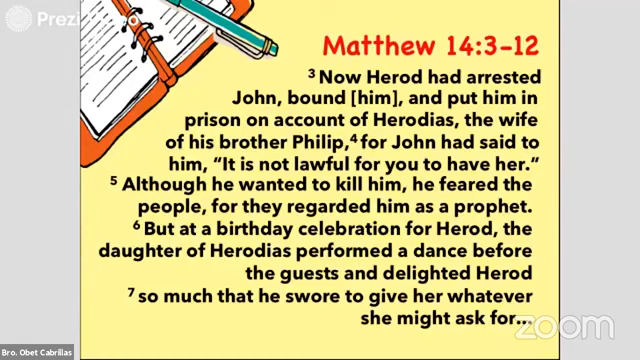 Prezi Video
Matthew 14:3-12
3 Now Herod had arrested
John, bound [him], and put him in
prison on account of Herodias, the wife
of his brother Philip,4 for John had said to
him, “It is not lawful for you to have her.”
5 Although he wanted to kill him, he feared the
people, for they regarded him as a prophet.
6 But at a birthday celebration for Herod, the
daughter of Herodias performed a dance before
the guests and delighted Herod
7 so much that he swore to give her whatever
she might ask for...
zoom
Bro. Obet Cabrillas